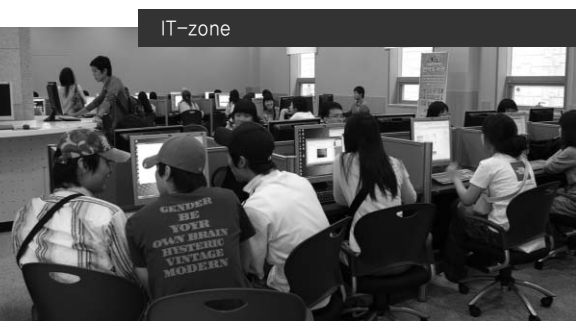 IT-zone
GENDER
BE
YOYR
OWN BRAIN
HYSTERIC
VINTAGE
MODERN